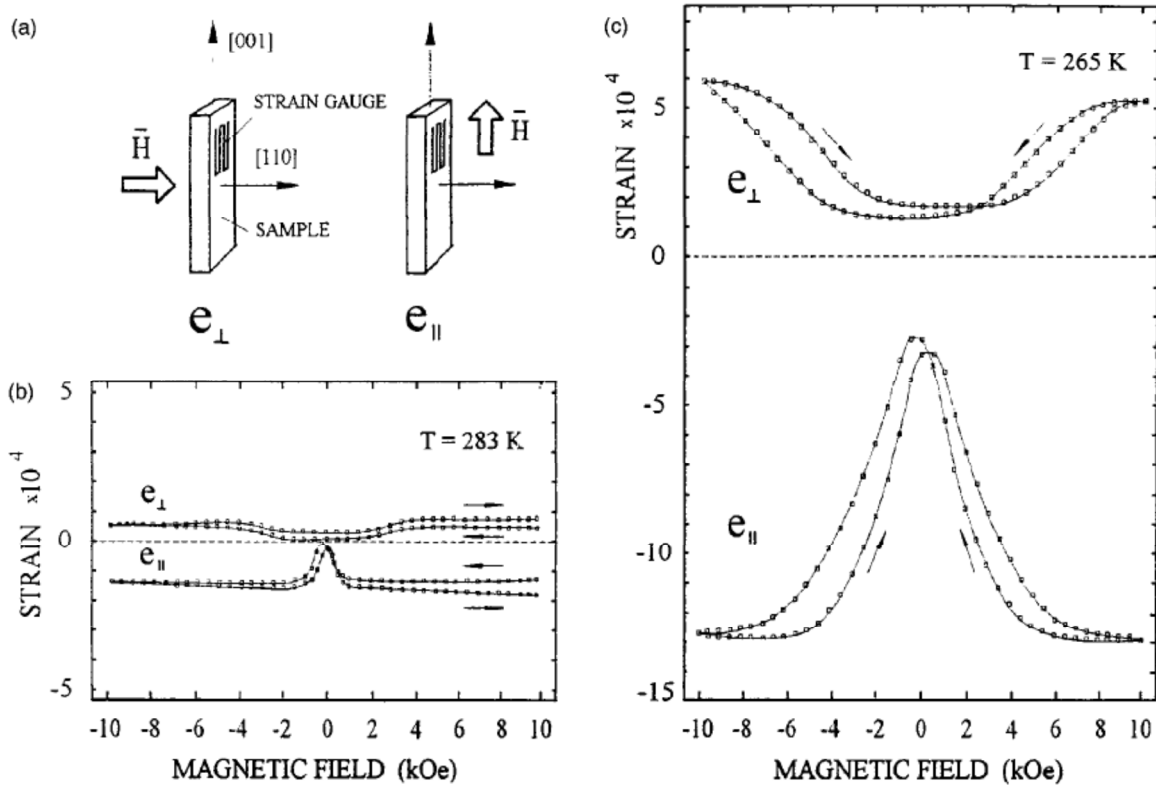 (a)
[001]
STRAIN GAUGE
H̄
H̄
[110]
SAMPLE
e⊥
e∥
(b)
5
T = 283 K
e⊥
0
e∥
-5
STRAIN ×10⁻⁴
-10 -8 -6 -4 -2 0 2 4 6 8 10
MAGNETIC FIELD (kOe)
(c)
T = 265 K
5
e⊥
0
-5
e∥
-10
-15
STRAIN ×10⁻⁴
-10 -8 -6 -4 -2 0 2 4 6 8 10
MAGNETIC FIELD (kOe)